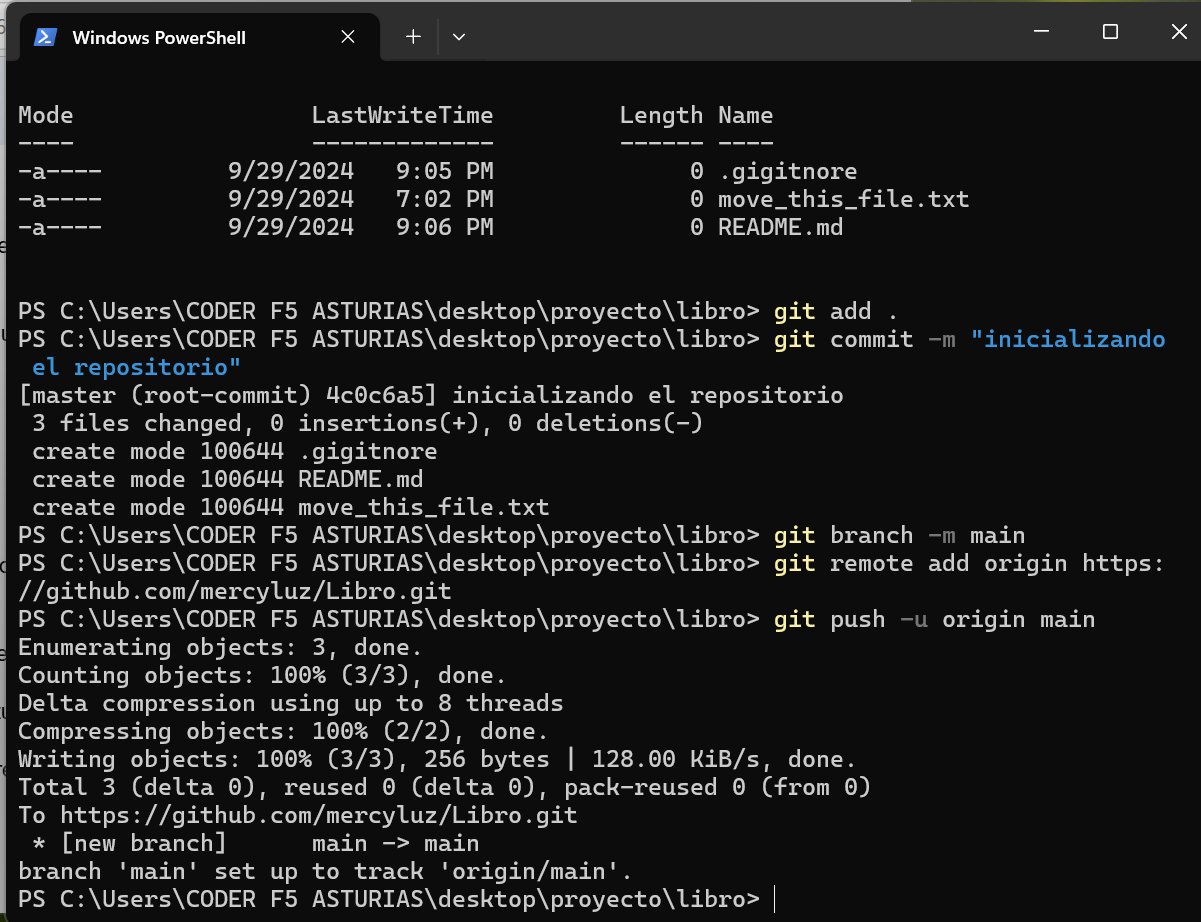 Windows PowerShell
Mode                 LastWriteTime         Length Name
----                 -------------         ------ ----
-a----         9/29/2024   9:05 PM              0 .gigitnore
-a----         9/29/2024   7:02 PM              0 move_this_file.txt
-a----         9/29/2024   9:06 PM              0 README.md
PS C:\Users\CODER F5 ASTURIAS\desktop\proyecto\libro> git add .
PS C:\Users\CODER F5 ASTURIAS\desktop\proyecto\libro> git commit -m "inicializando
 el repositorio"
[master (root-commit) 4c0c6a5] inicializando el repositorio
 3 files changed, 0 insertions(+), 0 deletions(-)
 create mode 100644 .gigitnore
 create mode 100644 README.md
 create mode 100644 move_this_file.txt
PS C:\Users\CODER F5 ASTURIAS\desktop\proyecto\libro> git branch -m main
PS C:\Users\CODER F5 ASTURIAS\desktop\proyecto\libro> git remote add origin https:
//github.com/mercyluz/Libro.git
PS C:\Users\CODER F5 ASTURIAS\desktop\proyecto\libro> git push -u origin main
Enumerating objects: 3, done.
Counting objects: 100% (3/3), done.
Delta compression using up to 8 threads
Compressing objects: 100% (2/2), done.
Writing objects: 100% (3/3), 256 bytes | 128.00 KiB/s, done.
Total 3 (delta 0), reused 0 (delta 0), pack-reused 0 (from 0)
To https://github.com/mercyluz/Libro.git
 * [new branch]      main -> main
branch 'main' set up to track 'origin/main'.
PS C:\Users\CODER F5 ASTURIAS\desktop\proyecto\libro>